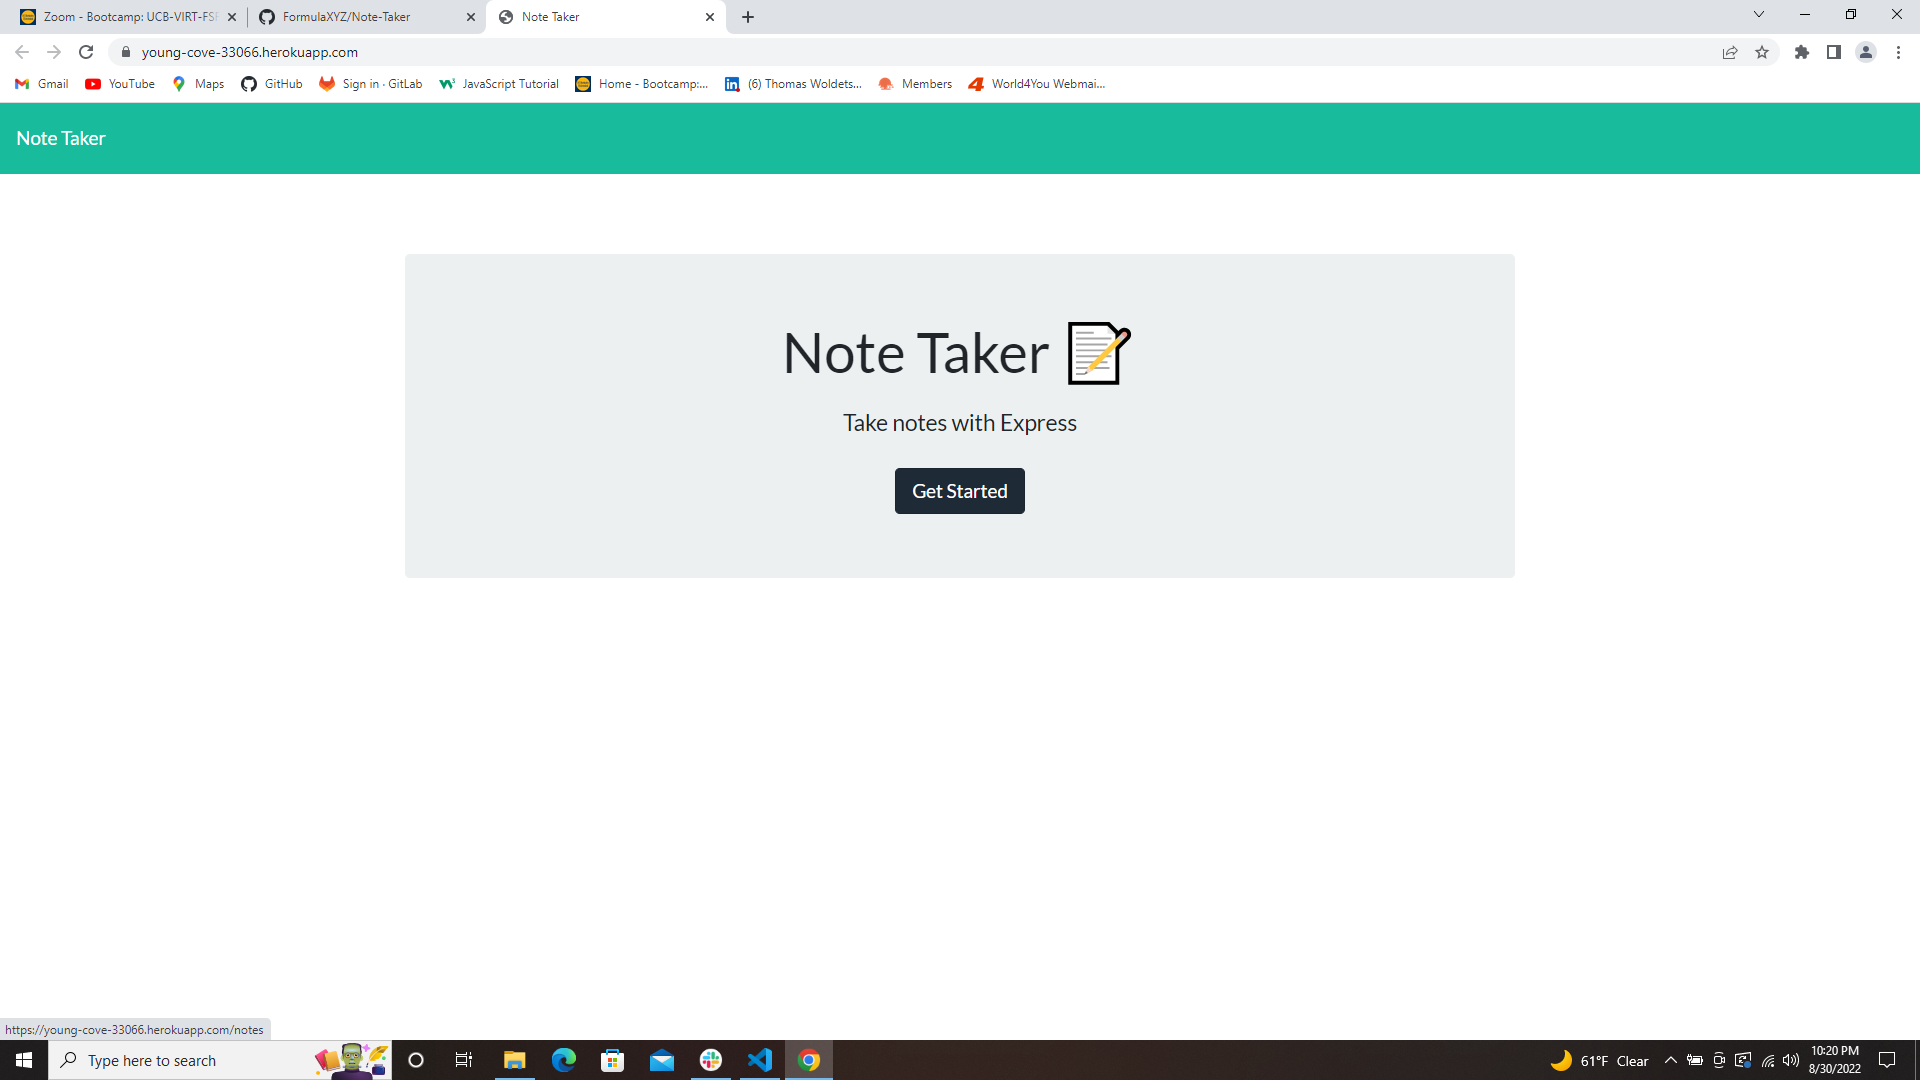 Zoom - Bootcamp: UCB-VIRT-FSF
FormulaXYZ/Note-Taker
Note Taker
young-cove-33066.herokuapp.com
Gmail
YouTube
Maps
GitHub
Sign in · GitLab
JavaScript Tutorial
Home - Bootcamp:...
(6) Thomas Woldets...
Members
World4You Webmai...
Note Taker
Note Taker
Take notes with Express
Get Started
https://young-cove-33066.herokuapp.com/notes
Type here to search
61°F Clear
10:20 PM
8/30/2022